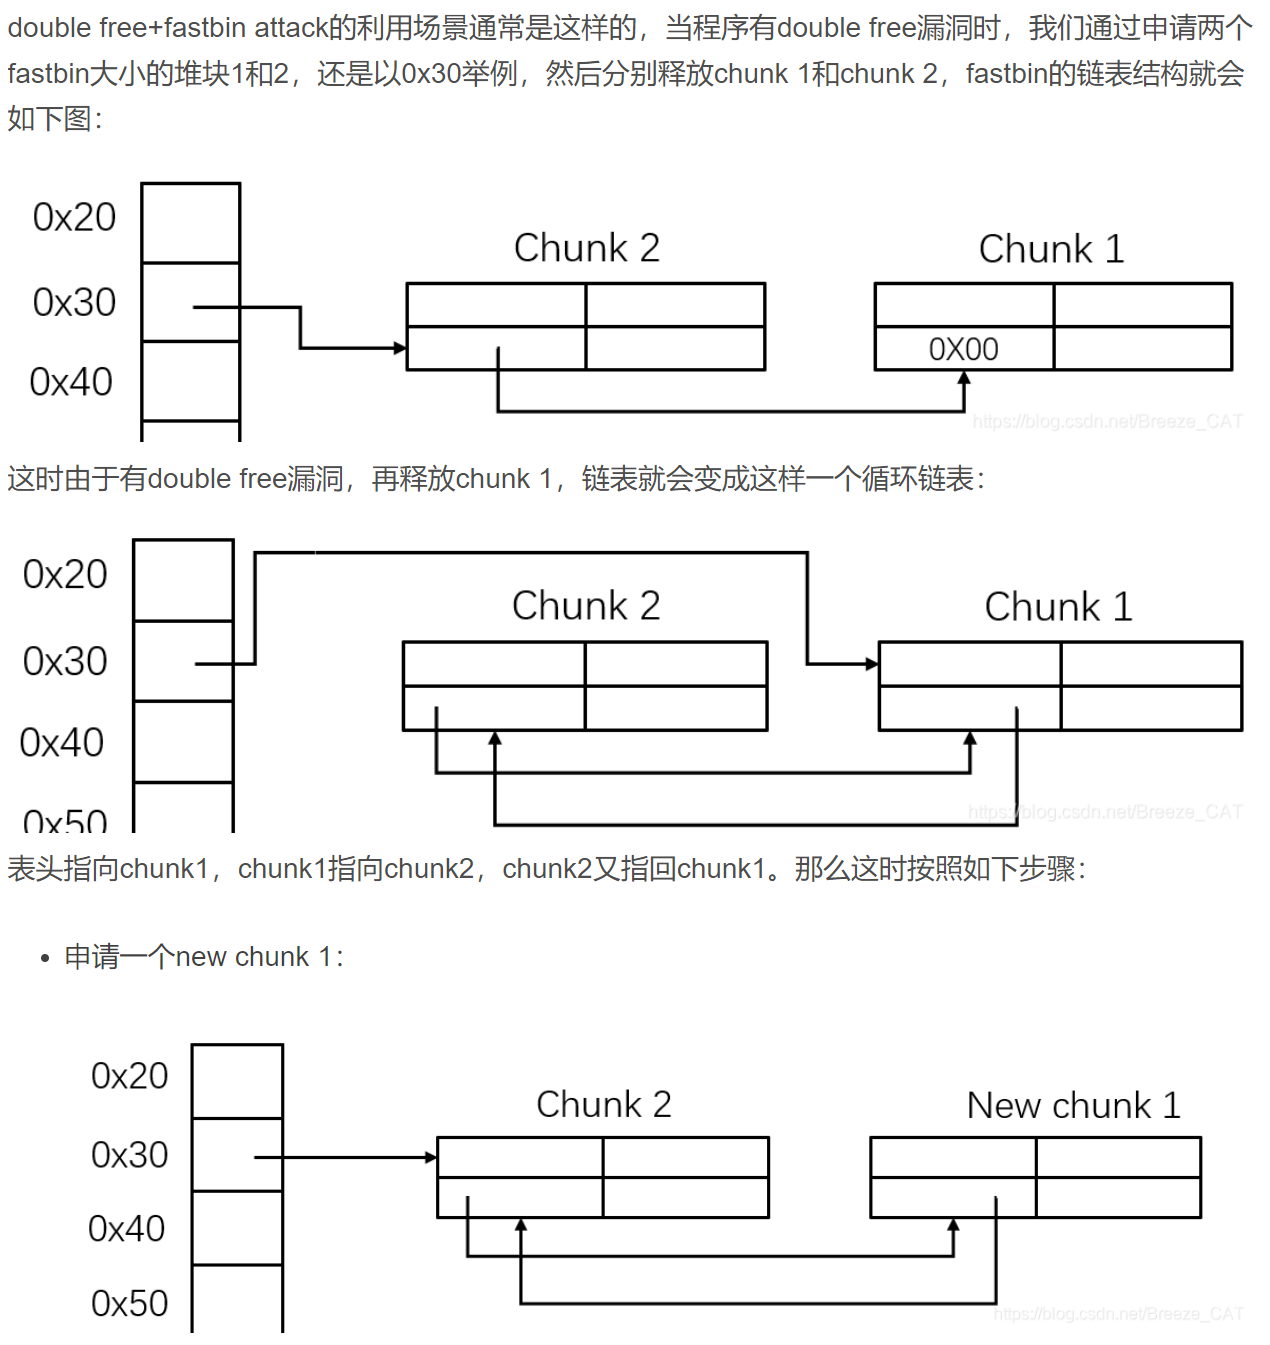 double free+fastbin attack的利用场景通常是这样的，当程序有double free漏洞时，我们通过申请两个
fastbin大小的堆块1和2，还是以0x30举例，然后分别释放chunk 1和chunk 2，fastbin的链表结构就会
如下图：
0x20
Chunk 2
Chunk 1
0x30
0X00
0x40
https://blog.csdn.net/Breeze_CAT
这时由于有double free漏洞，再释放chunk 1，链表就会变成这样一个循环链表：
0x20
Chunk 2
Chunk 1
0x30
0x40
https://blog.csdn.net/Breeze_CAT
0x50
表头指向chunk1，chunk1指向chunk2，chunk2又指回chunk1。那么这时按照如下步骤：
• 申请一个new chunk 1：
0x20
Chunk 2
New chunk 1
0x30
0x40
0x50
https://blog.csdn.net/Breeze_CAT